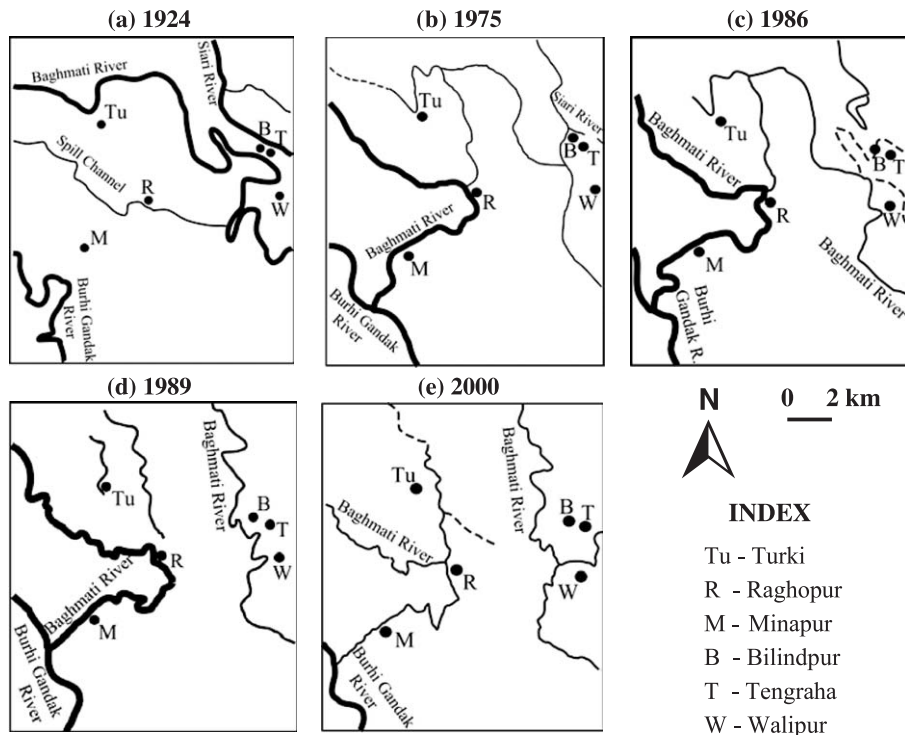 (a) 1924
Baghmati River
Siari River
Tu
B
T
Spill Channel
R
W
M
Burhi Gandak
River
(b) 1975
Tu
Siari River
B
T
R
W
Baghmati River
M
Burhi Gandak
River
(c) 1986
Tu
Baghmati River
B
T
R
W
M
Baghmati River
Burhi
Gandak R.
(d) 1989
Tu
Baghmati River
B
T
R
W
Baghmati River
M
Burhi Gandak
River
(e) 2000
Tu
Baghmati River
B
T
Baghmati River
R
W
M
Burhi Gandak
River
N
0 2 km
INDEX
Tu - Turki
R - Raghopur
M - Minapur
B - Bilindpur
T - Tengraha
W - Walipur